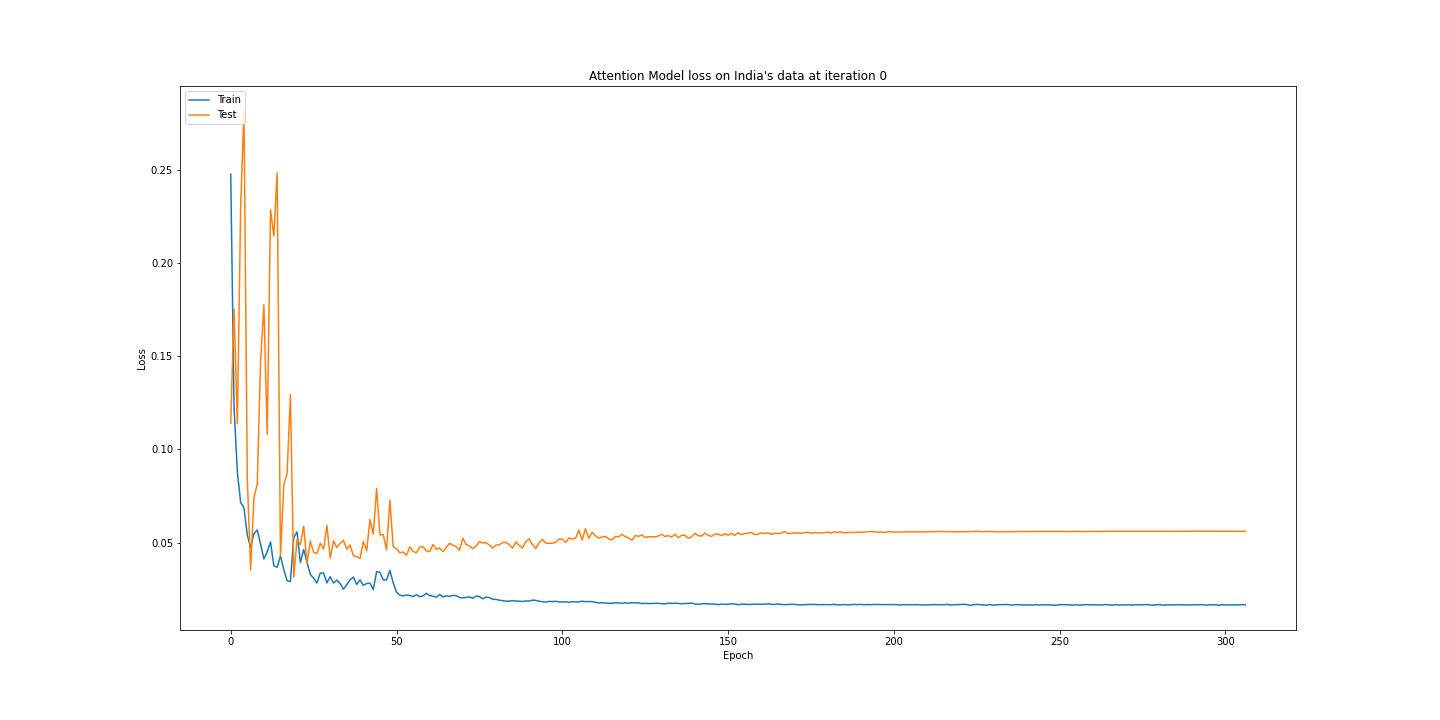 Attention Model loss on India's data at iteration 0
Train
Test
0.25
0.20
0.15
0.10
0.05
Loss
0 50 100 150 200 250 300
Epoch